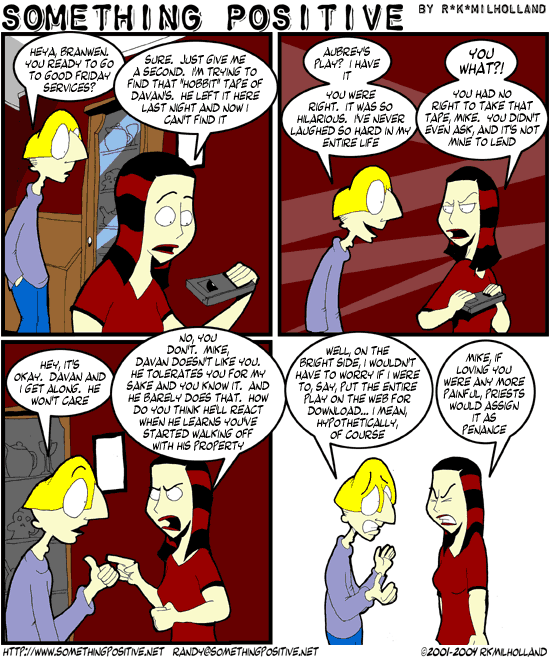 SOMETHING POSITIVE BY R*K*MILHOLLAND
HEYA, BRANWEN.
YOU READY TO GO
TO GOOD FRIDAY
SERVICES?
SURE. JUST GIVE ME
A SECOND. I'M TRYING TO
FIND THAT "HOBBIT" TAPE OF
DAVAN'S. HE LEFT IT HERE
LAST NIGHT AND NOW I
CAN'T FIND IT
AUBREY'S
PLAY? I HAVE
IT
YOU WERE
RIGHT. IT WAS SO
HILARIOUS. I'VE NEVER
LAUGHED SO HARD IN MY
ENTIRE LIFE
YOU
WHAT?!
YOU HAD NO
RIGHT TO TAKE THAT
TAPE, MIKE. YOU DIDN'T
EVEN ASK, AND IT'S NOT
MINE TO LEND
HEY, IT'S
OKAY. DAVAN AND
I GET ALONG. HE
WON'T CARE
NO, YOU
DON'T. MIKE,
DAVAN DOESN'T LIKE YOU.
HE TOLERATES YOU FOR MY
SAKE AND YOU KNOW IT. AND
HE BARELY DOES THAT. HOW
DO YOU THINK HE'LL REACT
WHEN HE LEARNS YOU'VE
STARTED WALKING OFF
WITH HIS PROPERTY
WELL, ON THE
BRIGHT SIDE, I WOULDN'T
HAVE TO WORRY IF I WERE
TO, SAY, PUT THE ENTIRE
PLAY ON THE WEB FOR
DOWNLOAD... I MEAN,
HYPOTHETICALLY,
OF COURSE
MIKE, IF
LOVING YOU
WERE ANY MORE
PAINFUL, PRIESTS
WOULD ASSIGN
IT AS
PENANCE
HTTP://WWW.SOMETHINGPOSITIVE.NET RANDY@SOMETHINGPOSITIVE.NET ©2001-2004 RKMILHOLLAND